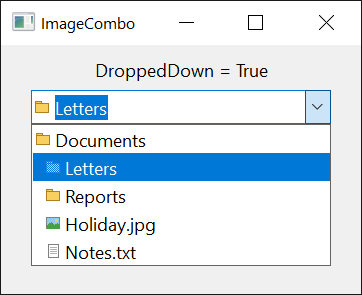 ImageCombo
DroppedDown = True
Letters
Documents
Letters
Reports
Holiday.jpg
Notes.txt